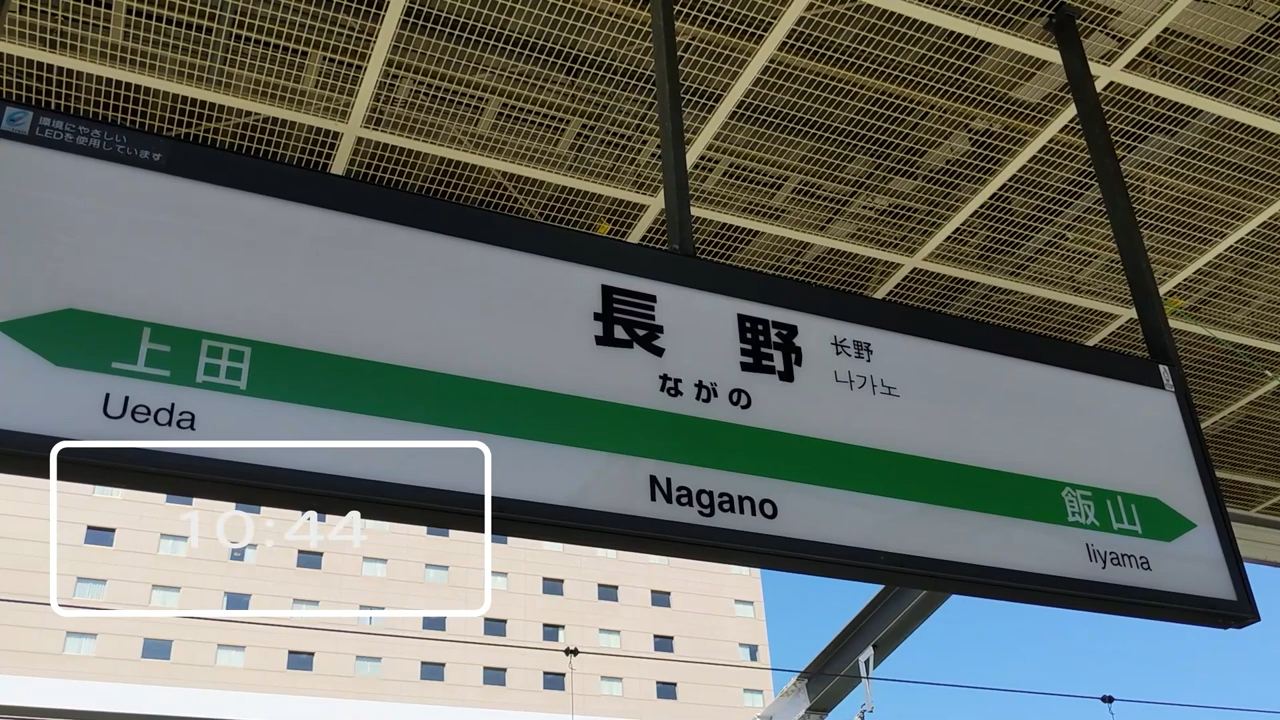 環境にやさしい
LEDを使用しています
長野
ながの
长野
나가노
上田
Ueda
Nagano
飯山
Iiyama
10:44